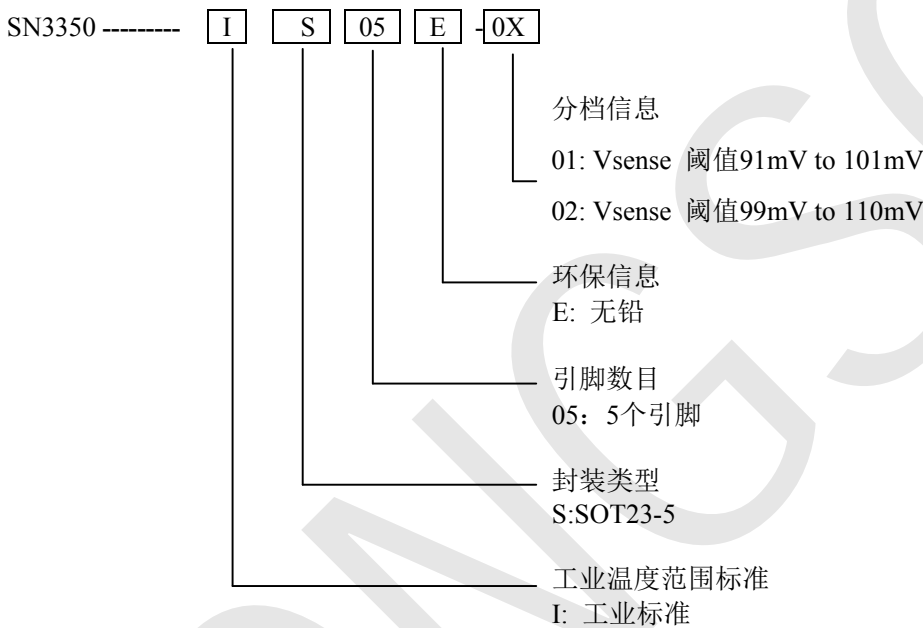 SN3350 --------- I S 05 E -0X
分档信息
01: Vsense 阈值91mV to 101mV
02: Vsense 阈值99mV to 110mV
环保信息
E: 无铅
引脚数目
05：5个引脚
封装类型
S:SOT23-5
工业温度范围标准
I: 工业标准